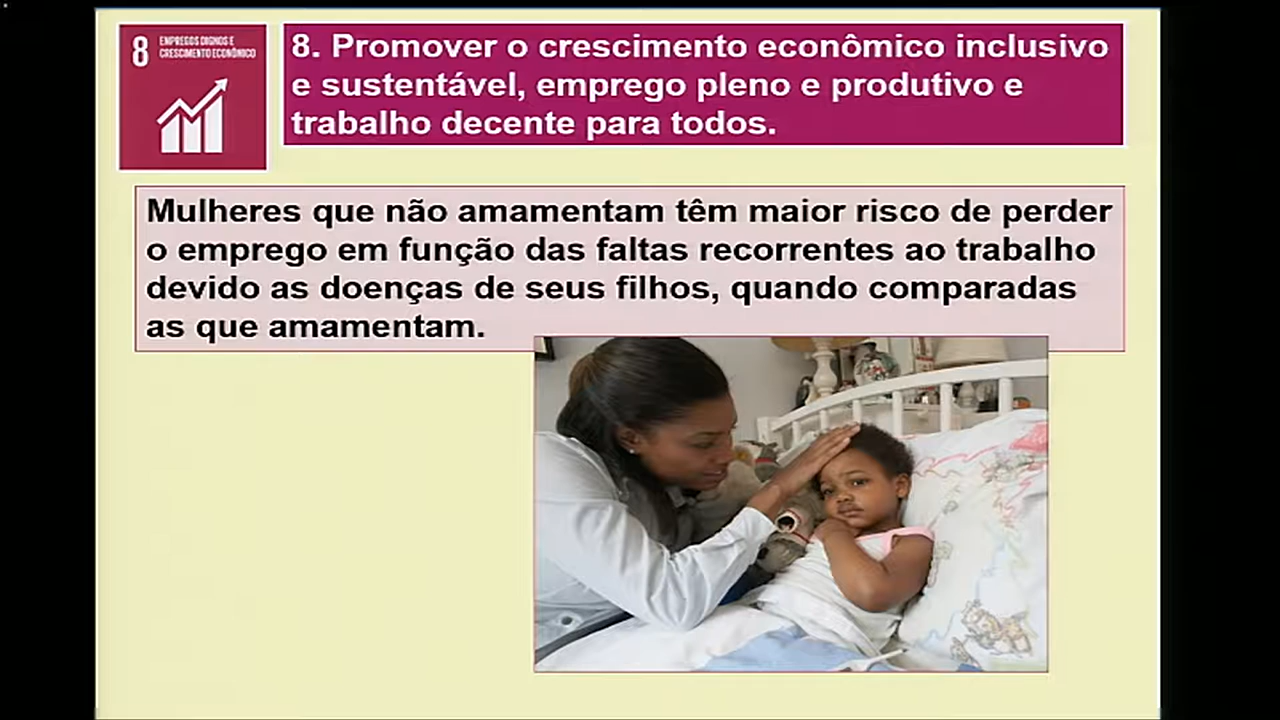 8 EMPREGOS DIGNOS E
CRESCIMENTO ECONÔMICO
8. Promover o crescimento econômico inclusivo
e sustentável, emprego pleno e produtivo e
trabalho decente para todos.
Mulheres que não amamentam têm maior risco de perder
o emprego em função das faltas recorrentes ao trabalho
devido as doenças de seus filhos, quando comparadas
as que amamentam.